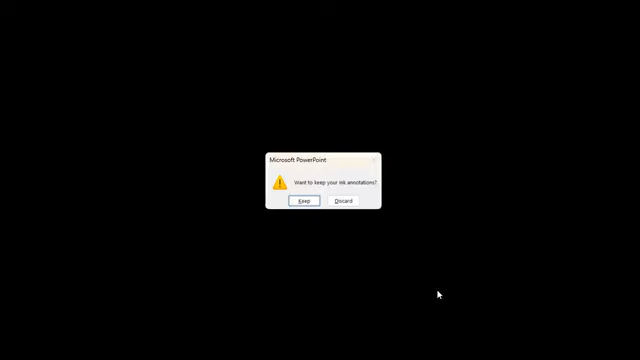 Microsoft PowerPoint
Want to keep your ink annotations?
Keep
Discard